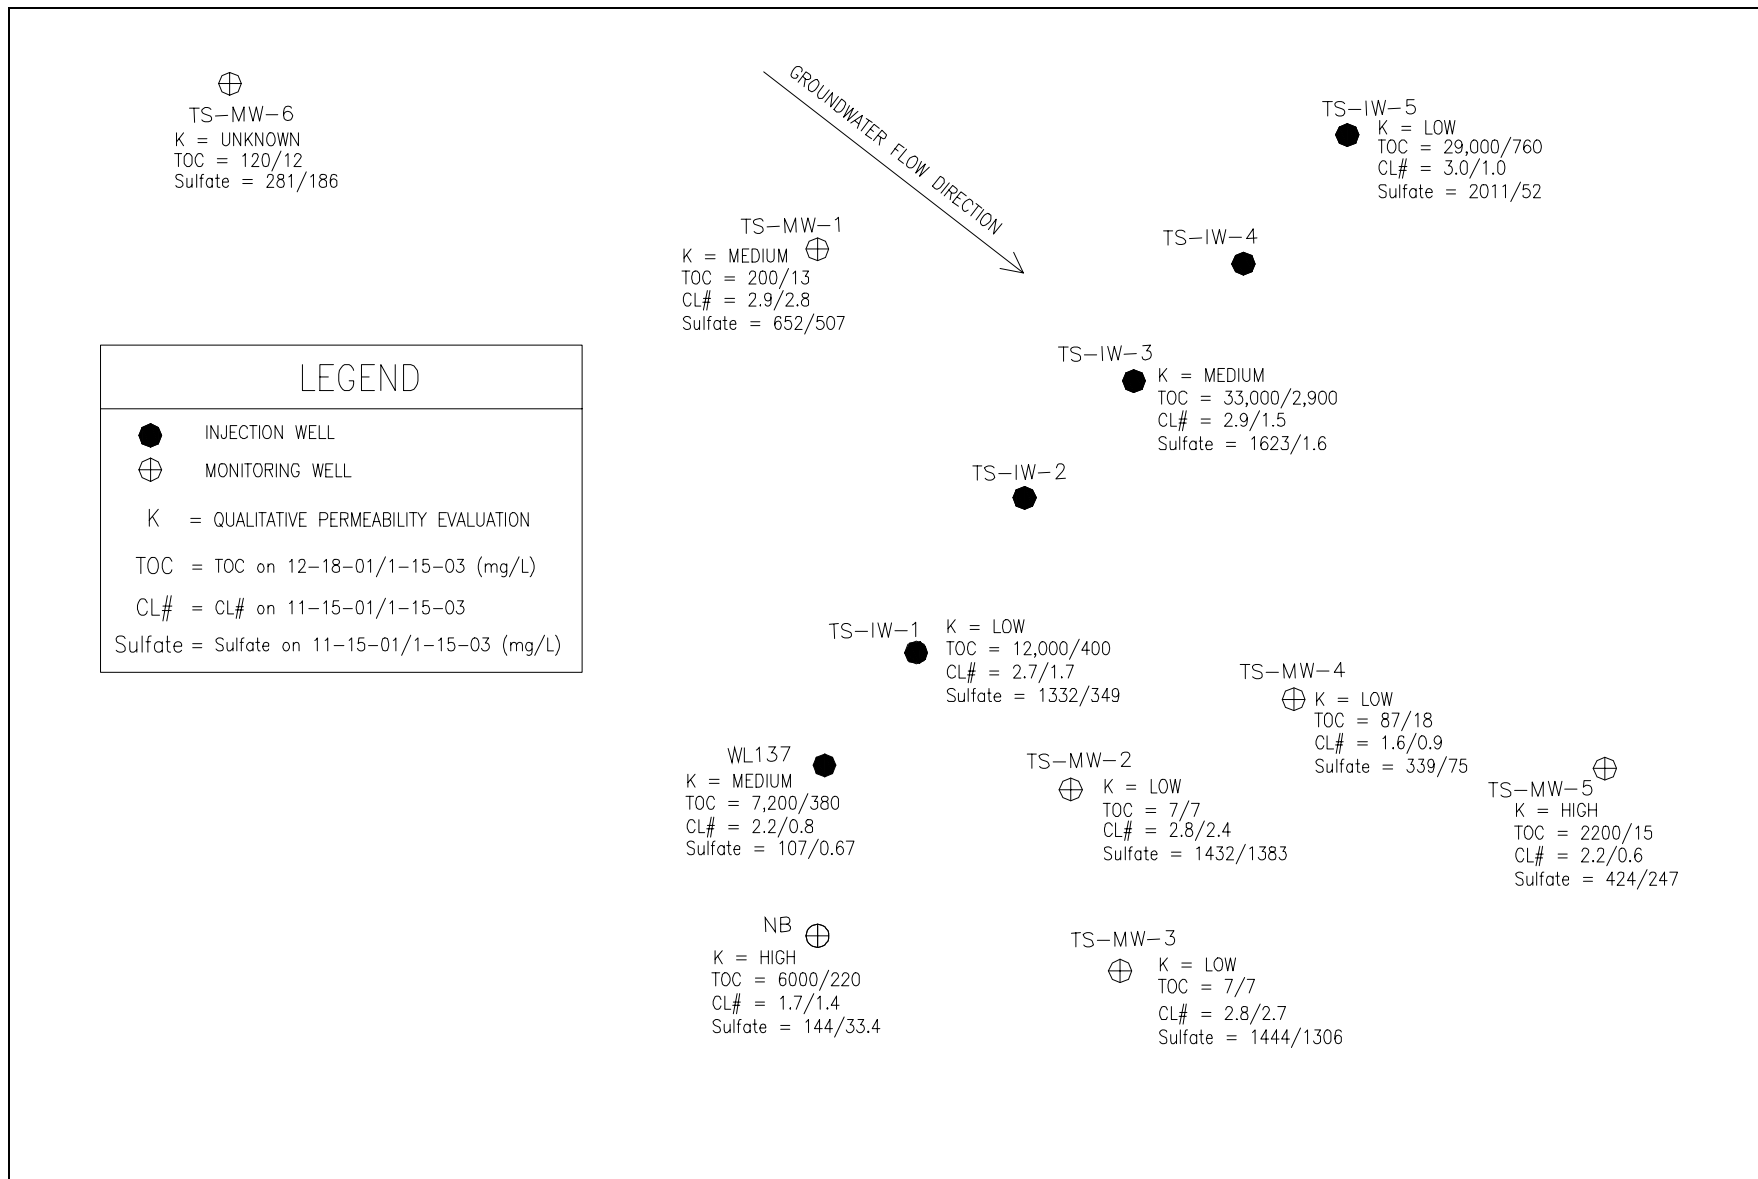 TS-MW-6
K = UNKNOWN
TOC = 120/12
Sulfate = 281/186
GROUNDWATER FLOW DIRECTION
TS-IW-5
K = LOW
TOC = 29,000/760
CL# = 3.0/1.0
Sulfate = 2011/52
TS-MW-1
K = MEDIUM
TOC = 200/13
CL# = 2.9/2.8
Sulfate = 652/507
TS-IW-4
TS-IW-3
K = MEDIUM
TOC = 33,000/2,900
CL# = 2.9/1.5
Sulfate = 1623/1.6
LEGEND
INJECTION WELL
MONITORING WELL
K = QUALITATIVE PERMEABILITY EVALUATION
TOC = TOC on 12-18-01/1-15-03 (mg/L)
CL# = CL# on 11-15-01/1-15-03
Sulfate = Sulfate on 11-15-01/1-15-03 (mg/L)
TS-IW-2
TS-IW-1
K = LOW
TOC = 12,000/400
CL# = 2.7/1.7
Sulfate = 1332/349
TS-MW-4
K = LOW
TOC = 87/18
CL# = 1.6/0.9
Sulfate = 339/75
WL137
K = MEDIUM
TOC = 7,200/380
CL# = 2.2/0.8
Sulfate = 107/0.67
TS-MW-2
K = LOW
TOC = 7/7
CL# = 2.8/2.4
Sulfate = 1432/1383
TS-MW-5
K = HIGH
TOC = 2200/15
CL# = 2.2/0.6
Sulfate = 424/247
NB
K = HIGH
TOC = 6000/220
CL# = 1.7/1.4
Sulfate = 144/33.4
TS-MW-3
K = LOW
TOC = 7/7
CL# = 2.8/2.7
Sulfate = 1444/1306